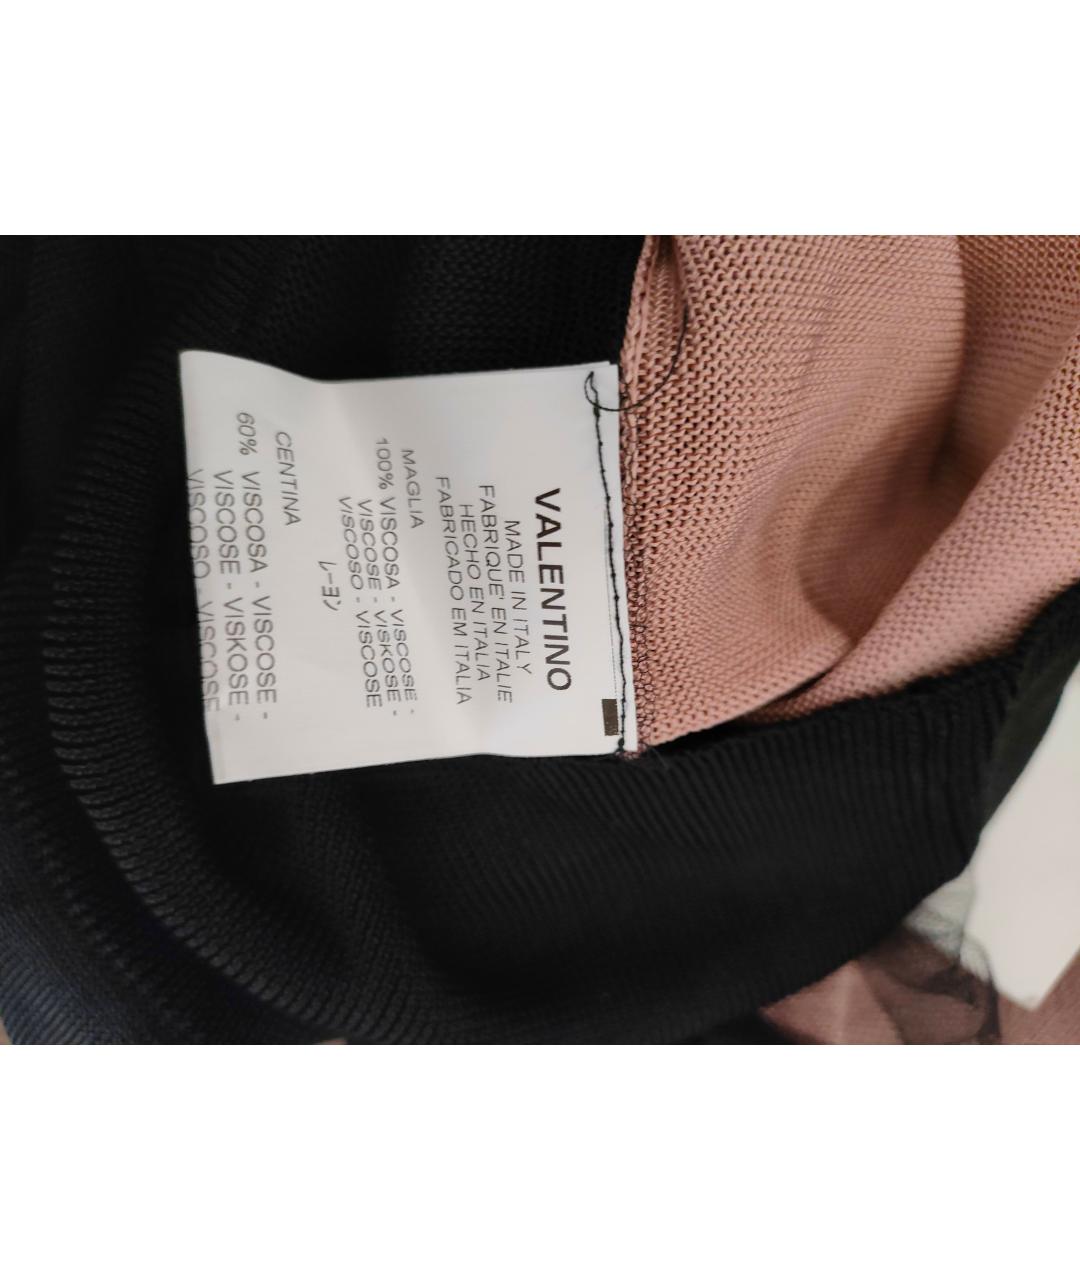 VALENTINO
MADE IN ITALY
FABRIQUE' EN ITALIE
HECHO EN ITALIA
FABRICADO EM ITALIA
MAGLIA
100% VISCOSA - VISCOSE -
VISCOSE - VISKOSE -
VISCOSO - VISCOSE
レーヨン
CENTINA
60% VISCOSA - VISCOSE -
VISCOSE - VISKOSE -
VISCOSO - VISCOSE